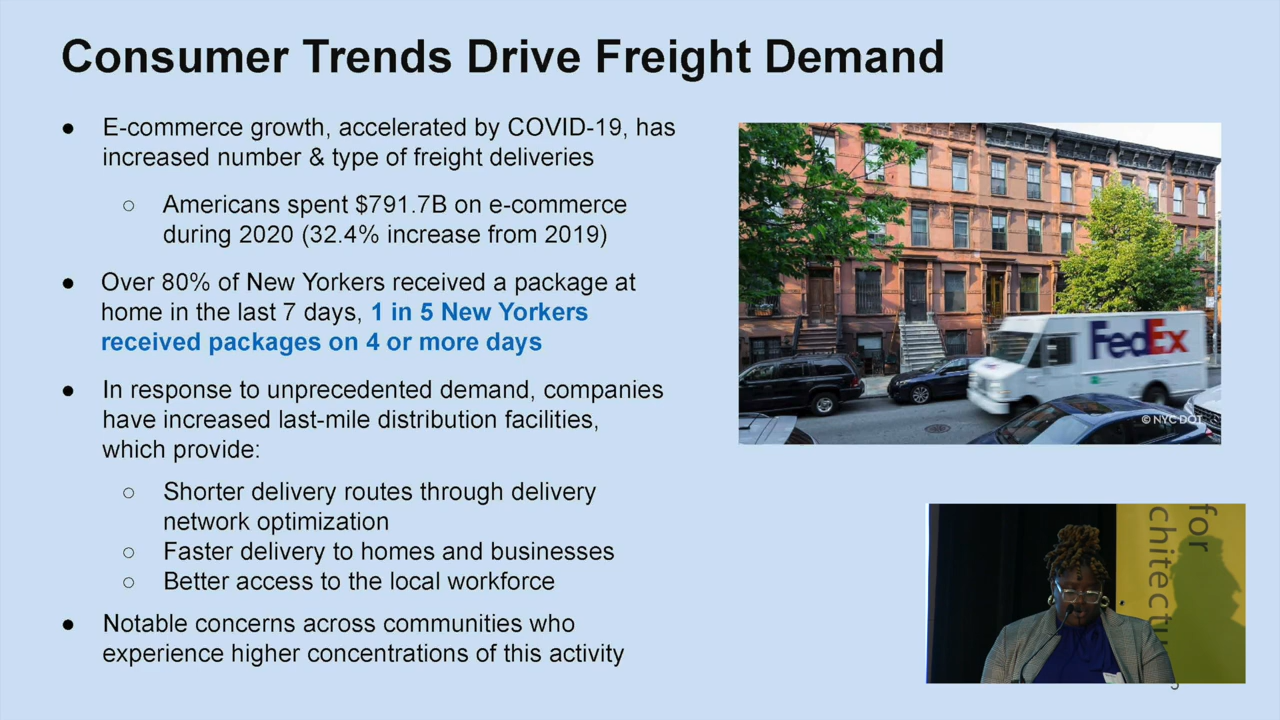 Consumer Trends Drive Freight Demand
● E-commerce growth, accelerated by COVID-19, has
increased number & type of freight deliveries
○ Americans spent $791.7B on e-commerce
during 2020 (32.4% increase from 2019)
● Over 80% of New Yorkers received a package at
home in the last 7 days, 1 in 5 New Yorkers
received packages on 4 or more days
● In response to unprecedented demand, companies
have increased last-mile distribution facilities,
which provide:
○ Shorter delivery routes through delivery
network optimization
○ Faster delivery to homes and businesses
○ Better access to the local workforce
● Notable concerns across communities who
experience higher concentrations of this activity
FedEx
© NYC DOT
for
chitectu